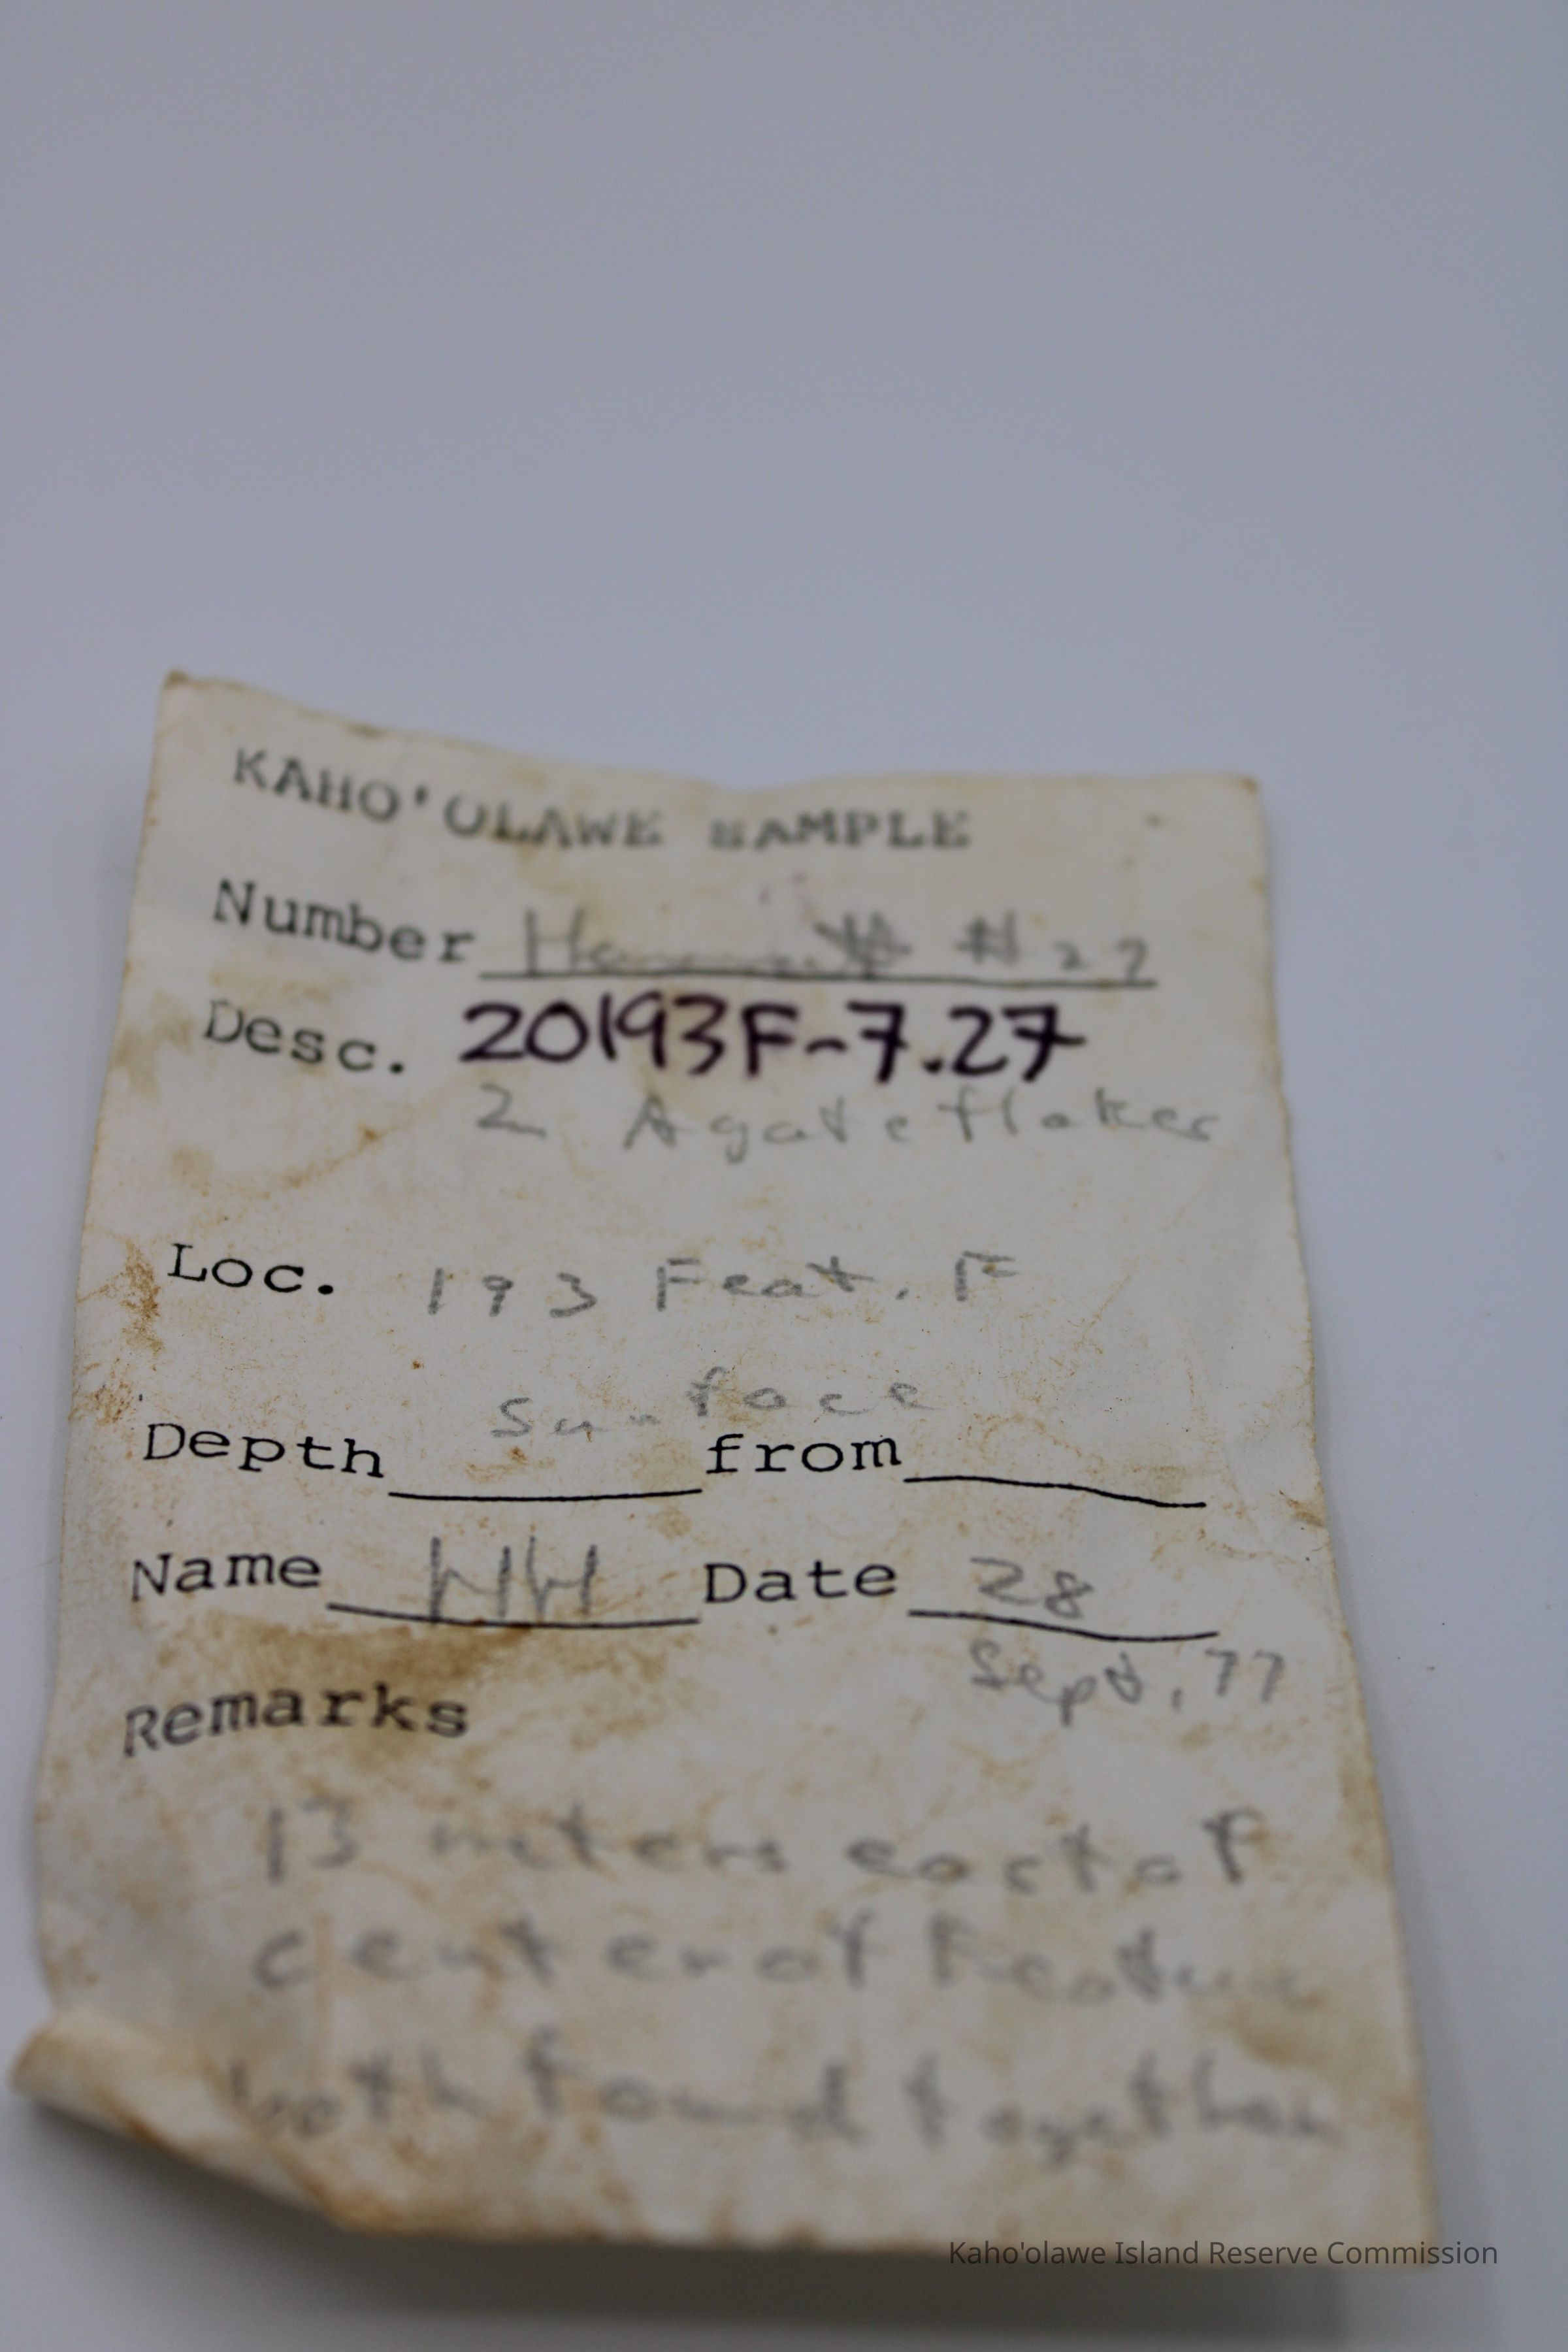 KAHO'OLAWE SAMPLE
Number # 27
Desc. 20193F-7.27
2 Agate flakes
Loc. 193 Feat. F
Surface
Depth from
Name HH Date 28
Sept, 77
Remarks
13 meters east of
center of Feature
both found together
Kaho'olawe Island Reserve Commission